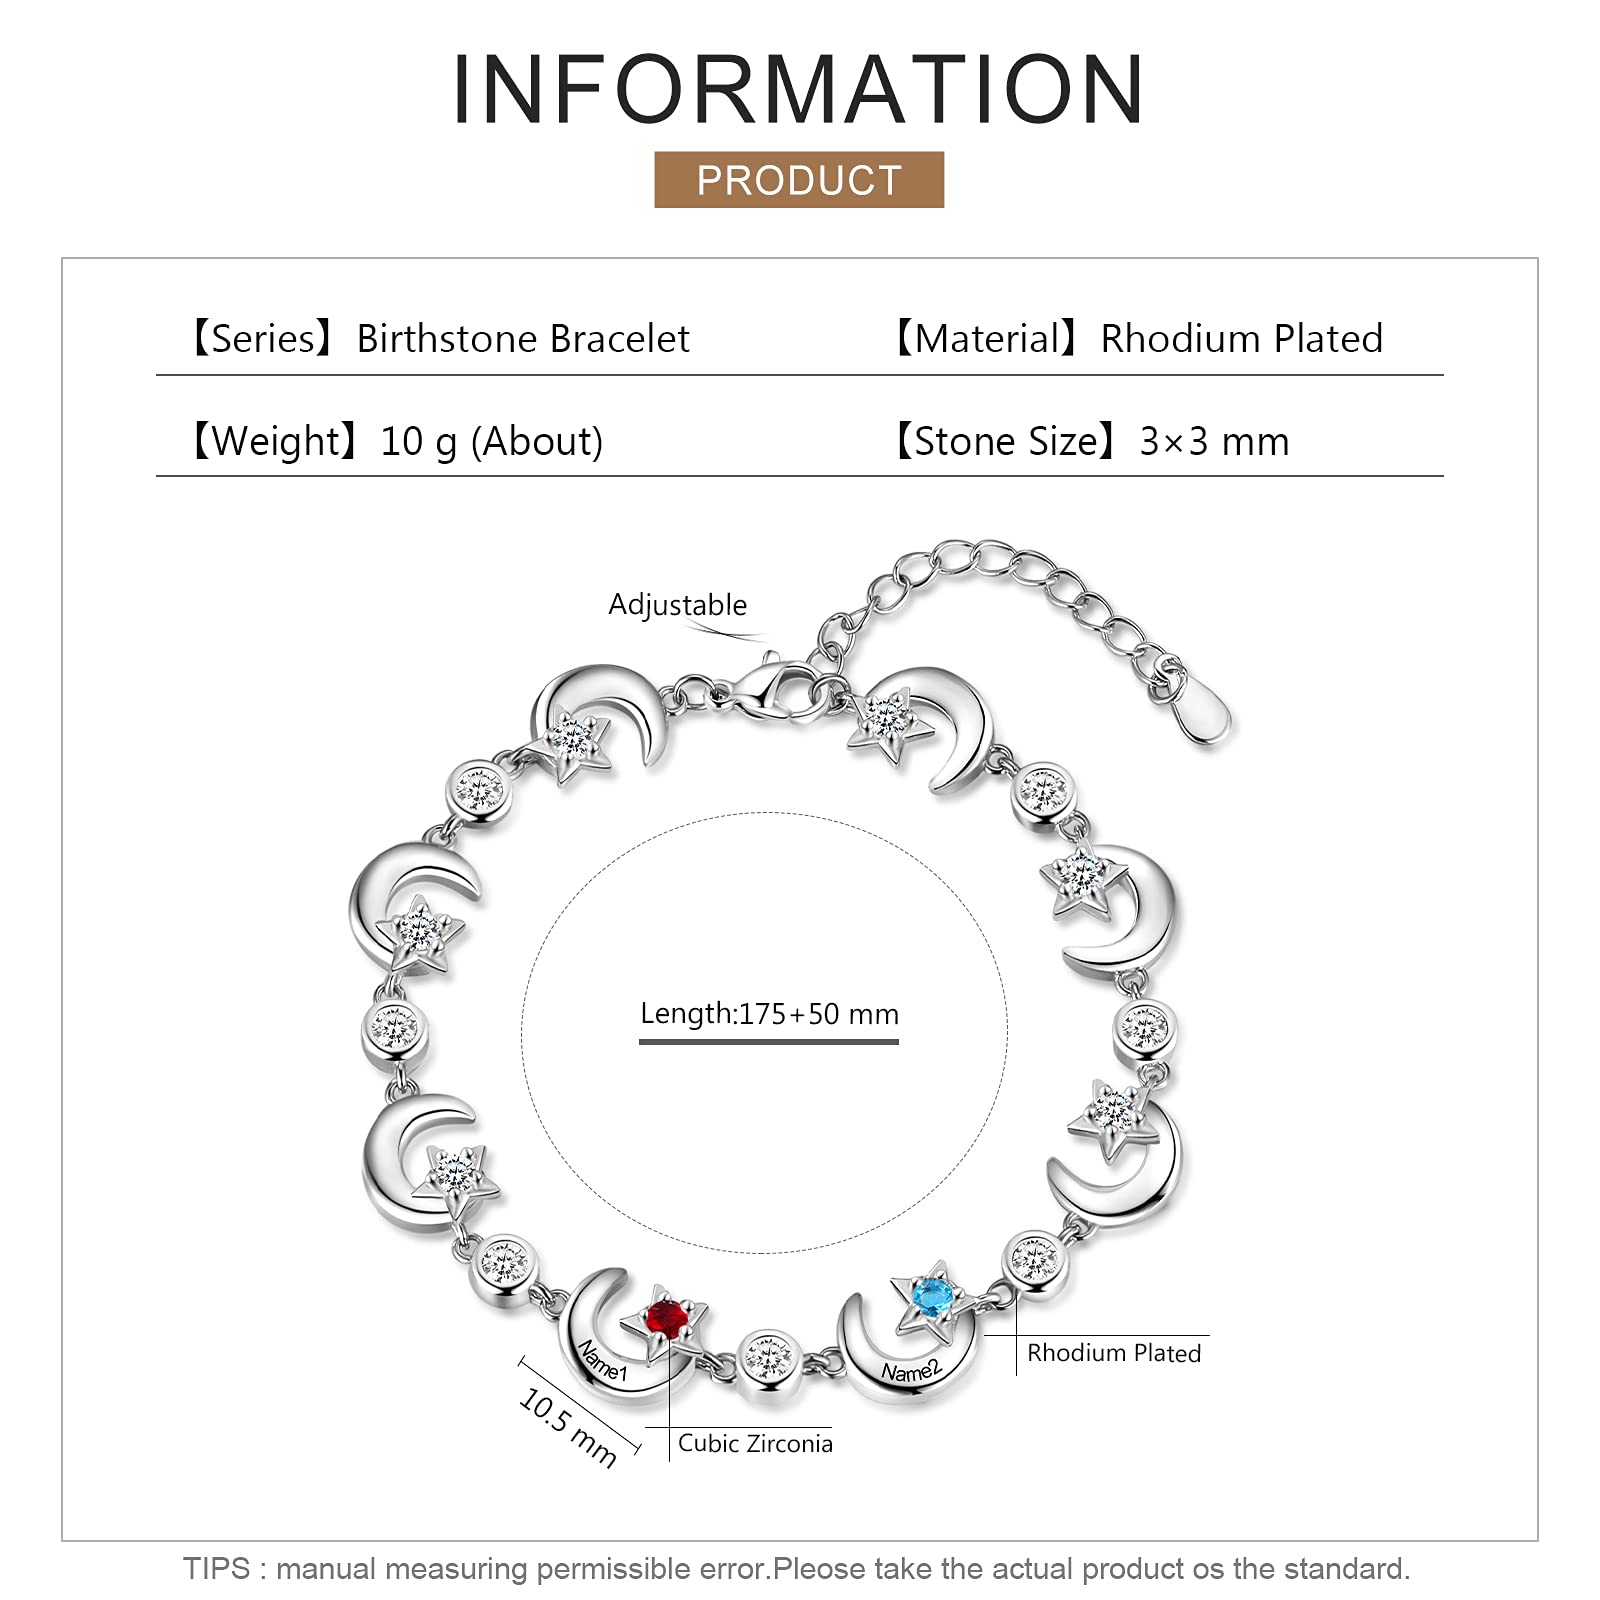 INFORMATION
PRODUCT
【Series】Birthstone Bracelet
【Material】Rhodium Plated
【Weight】10 g (About)
【Stone Size】3×3 mm
Adjustable
Length:175+50 mm
Name1
Name2
Rhodium Plated
10.5 mm
Cubic Zirconia
TIPS : manual measuring permissible error.Please take the actual product os the standard.